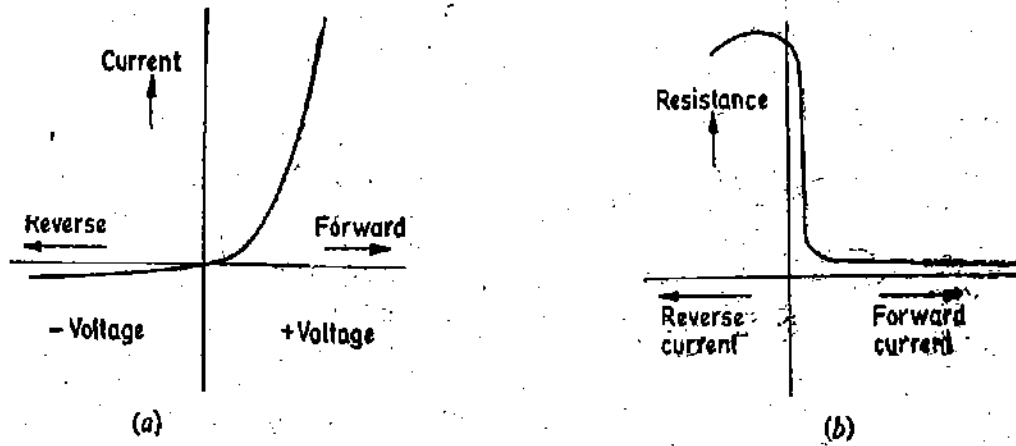 Current
Reverse
Forward
- Voltage
+ Voltage
(a)
Resistance
Reverse
current
Forward
current
(b)